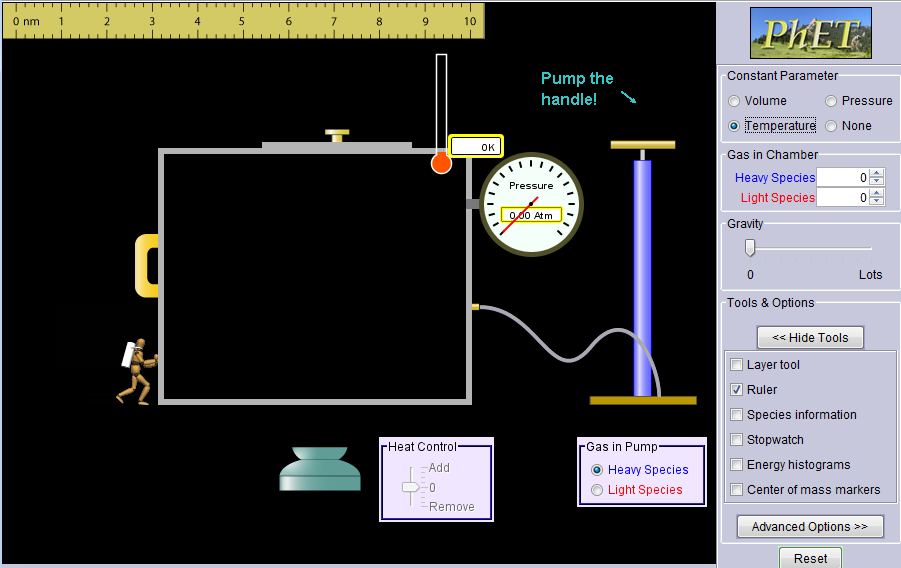 0 nm 1 2 3 4 5 6 7 8 9 10
PhET
Pump the
handle!
0K
Pressure
0.00 Atm
Heat Control
Add
0
Remove
Gas in Pump
Heavy Species
Light Species
Constant Parameter
Volume Pressure
Temperature None
Gas in Chamber
Heavy Species 0
Light Species 0
Gravity
0 Lots
Tools & Options
<< Hide Tools
Layer tool
Ruler
Species information
Stopwatch
Energy histograms
Center of mass markers
Advanced Options >>
Reset